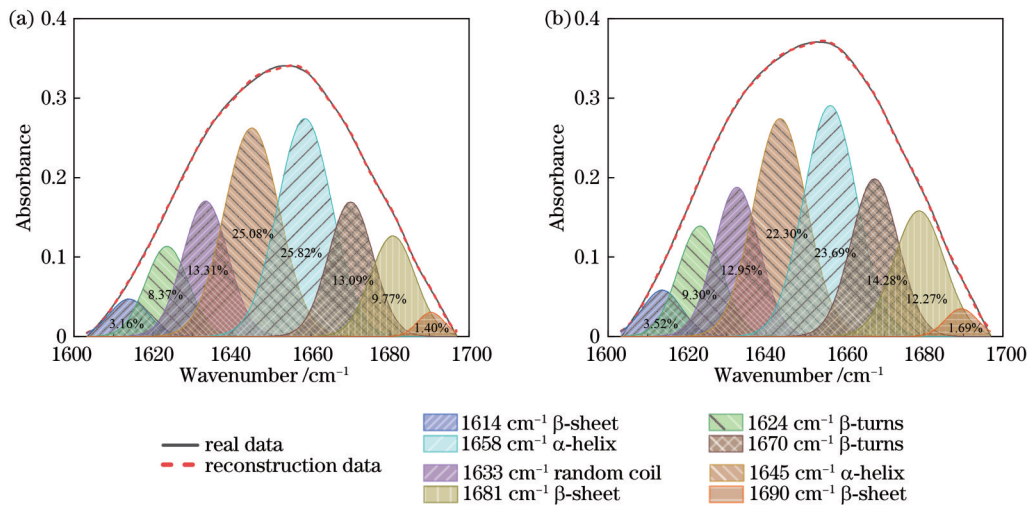 (a)
0.4
0.3
0.2
0.1
0
Absorbance
3.16%
8.37%
13.31%
25.08%
25.82%
13.09%
9.77%
1.40%
1600 1620 1640 1660 1680 1700
Wavenumber /cm⁻¹
(b)
0.4
0.3
0.2
0.1
0
Absorbance
3.52%
9.30%
12.95%
22.30%
23.69%
14.28%
12.27%
1.69%
1600 1620 1640 1660 1680 1700
Wavenumber /cm⁻¹
real data
reconstruction data
1614 cm⁻¹ β-sheet
1658 cm⁻¹ α-helix
1633 cm⁻¹ random coil
1681 cm⁻¹ β-sheet
1624 cm⁻¹ β-turns
1670 cm⁻¹ β-turns
1645 cm⁻¹ α-helix
1690 cm⁻¹ β-sheet